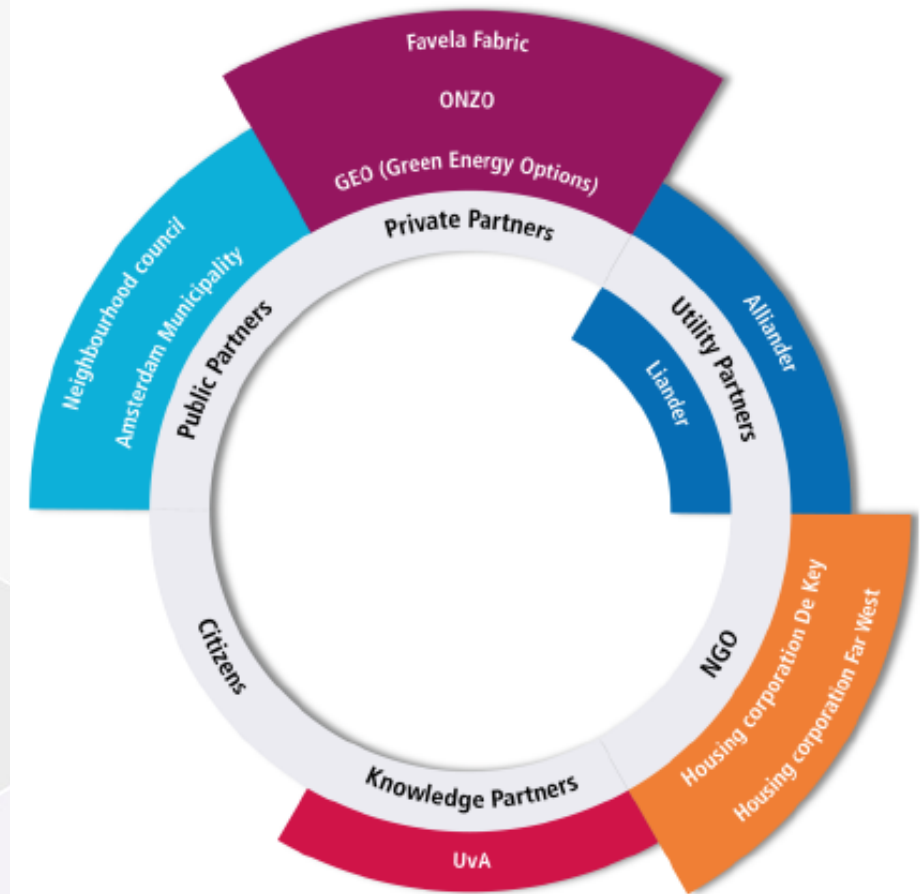 Favela Fabric
ONZO
GEO (Green Energy Options)
Private Partners
Neighbourhood council
Amsterdam Municipality
Public Partners
Utility Partners
Alliander
Liander
Citizens
NGO
Housing corporation De Key
Housing corporation Far West
Knowledge Partners
UvA